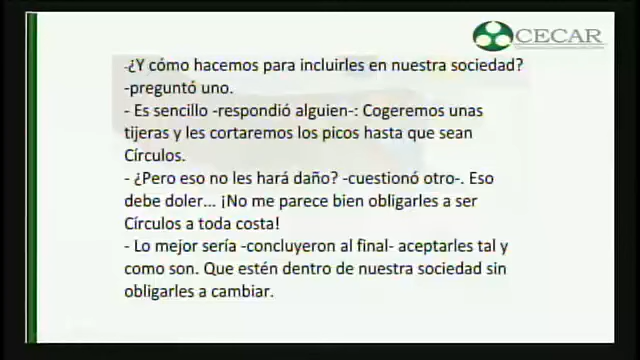 CECAR
-¿Y cómo hacemos para incluirles en nuestra sociedad?
-preguntó uno.
- Es sencillo -respondió alguien-: Cogeremos unas
tijeras y les cortaremos los picos hasta que sean
Círculos.
- ¿Pero eso no les hará daño? -cuestionó otro-. Eso
debe doler... ¡No me parece bien obligarles a ser
Círculos a toda costa!
- Lo mejor sería -concluyeron al final- aceptarles tal y
como son. Que estén dentro de nuestra sociedad sin
obligarles a cambiar.